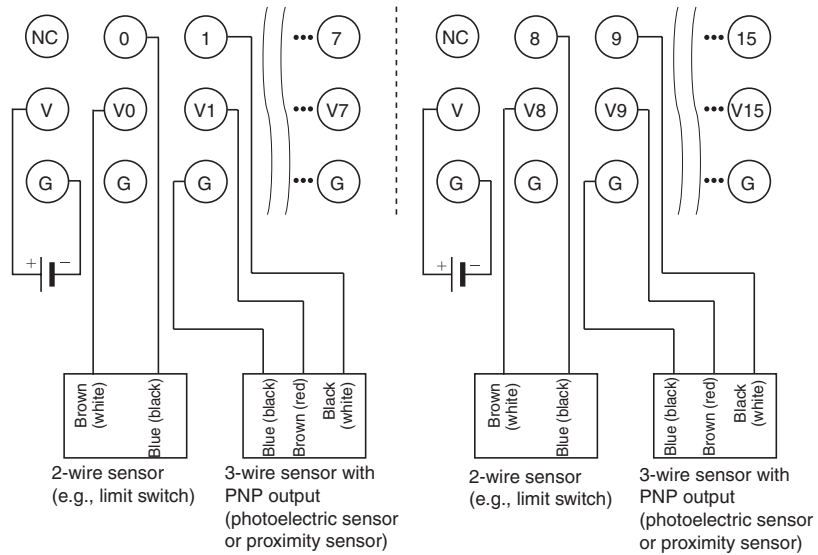 NC 0 1 ••• 7
V V0 V1 ••• V7
G G G ••• G
+ −
Brown
(white)
Blue (black)
Blue (black)
Brown (red)
Black
(white)
2-wire sensor
(e.g., limit switch)
3-wire sensor with
PNP output
(photoelectric sensor
or proximity sensor)
NC 8 9 ••• 15
V V8 V9 ••• V15
G G G ••• G
+ −
Brown
(white)
Blue (black)
Blue (black)
Brown (red)
Black
(white)
2-wire sensor
(e.g., limit switch)
3-wire sensor with
PNP output
(photoelectric sensor
or proximity sensor)